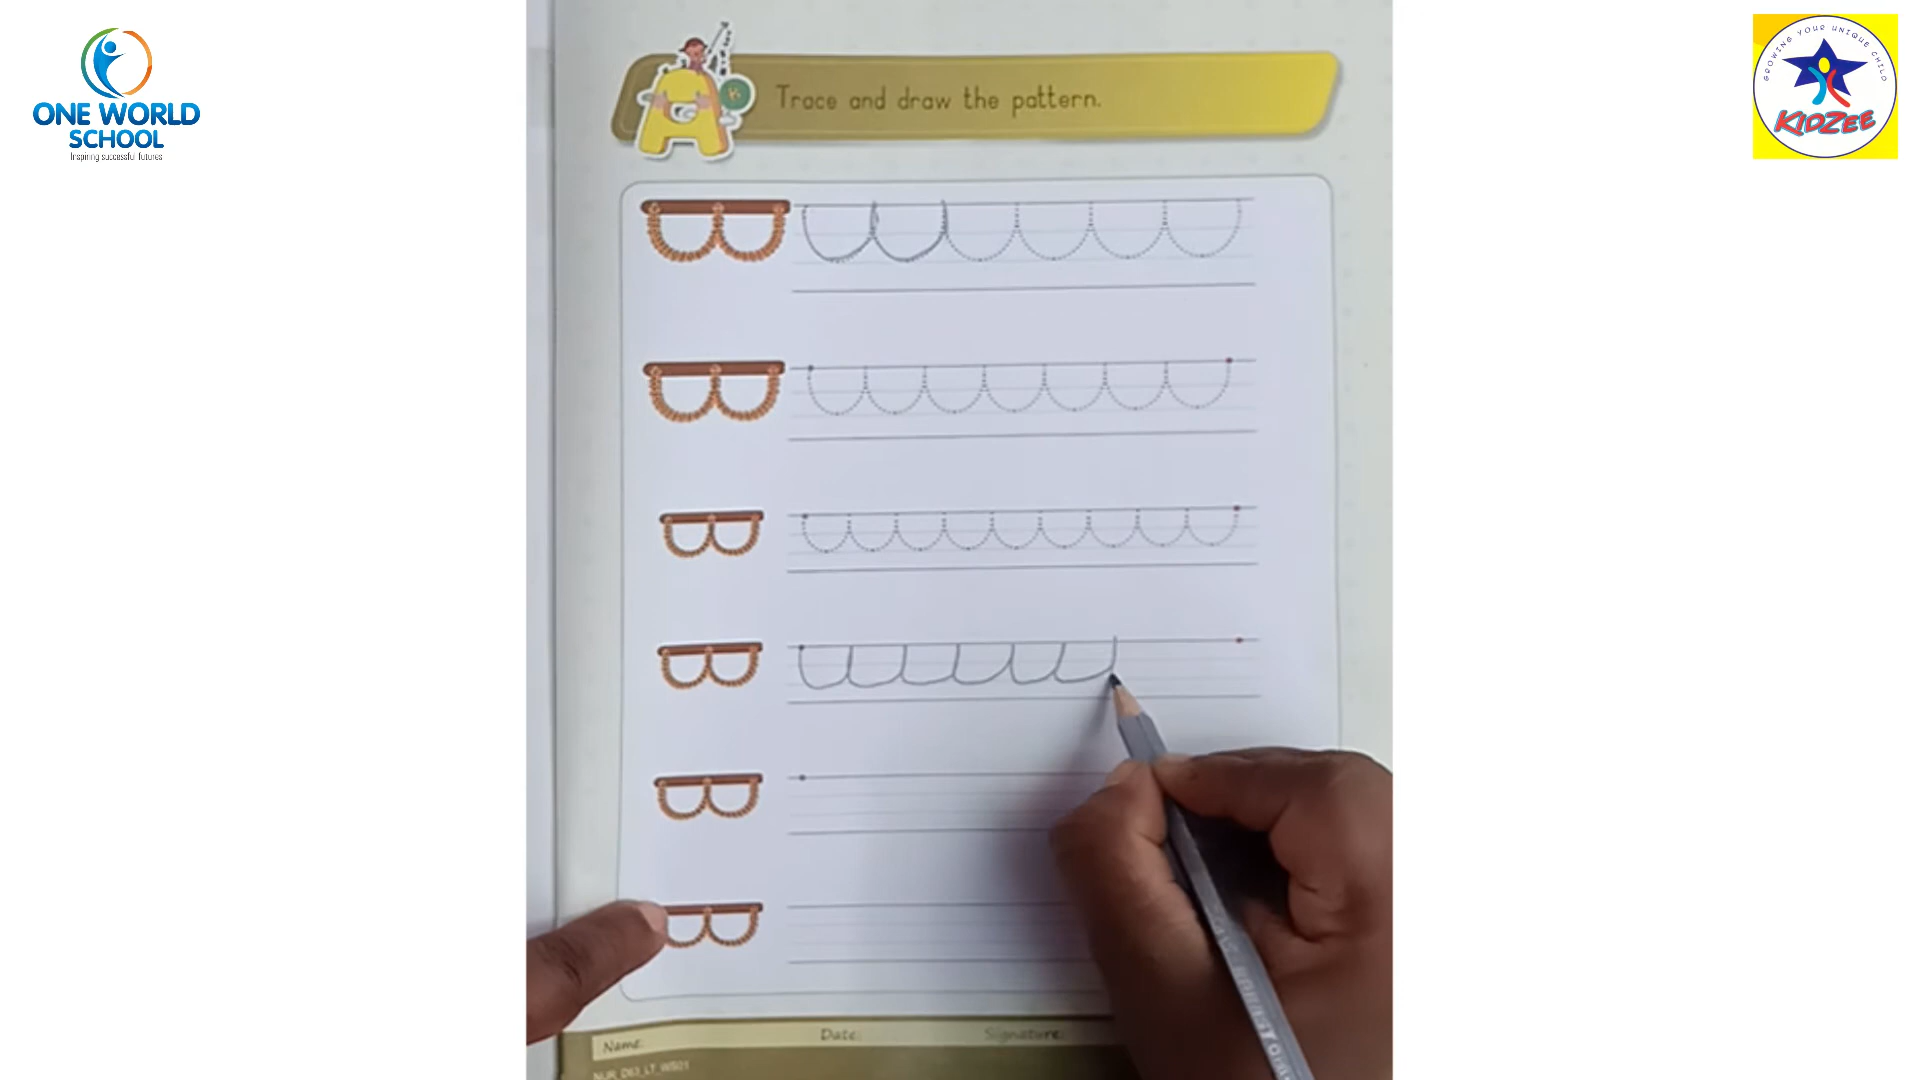 ONE WORLD
SCHOOL
Inspiring successful futures
GROWING YOUR UNIQUE CHILD
KIDZEE
Trace and draw the pattern.
Name:
Date:
Signature:
NUR_D63_LT_WS01